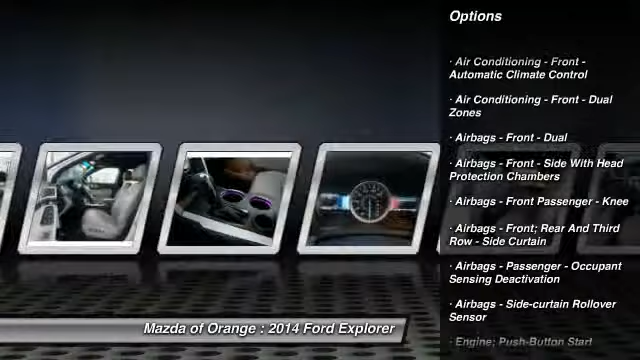 Options
· Air Conditioning - Front -
Automatic Climate Control
· Air Conditioning - Front - Dual
Zones
· Airbags - Front - Dual
· Airbags - Front - Side With Head
Protection Chambers
· Airbags - Front Passenger - Knee
· Airbags - Front; Rear And Third
Row - Side Curtain
· Airbags - Passenger - Occupant
Sensing Deactivation
· Airbags - Side-curtain Rollover
Sensor
· Engine; Push-Button Start
Mazda of Orange : 2014 Ford Explorer